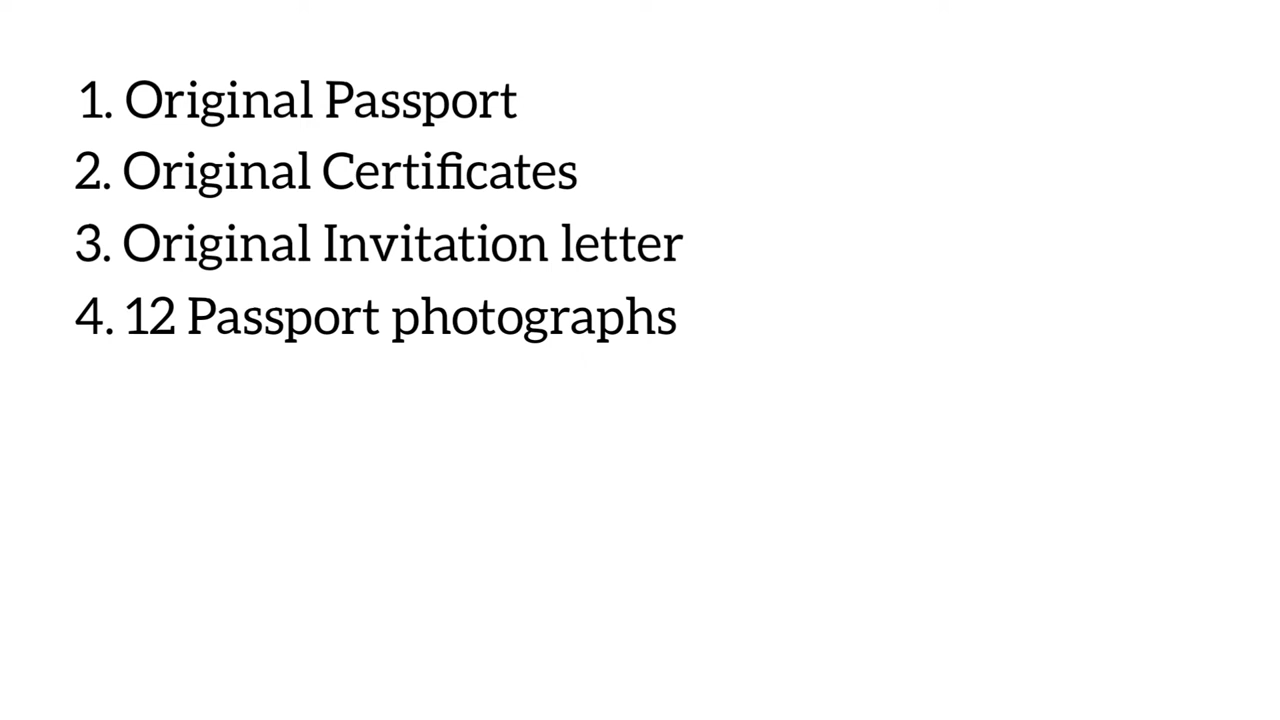 1. Original Passport
2. Original Certificates
3. Original Invitation letter
4. 12 Passport photographs